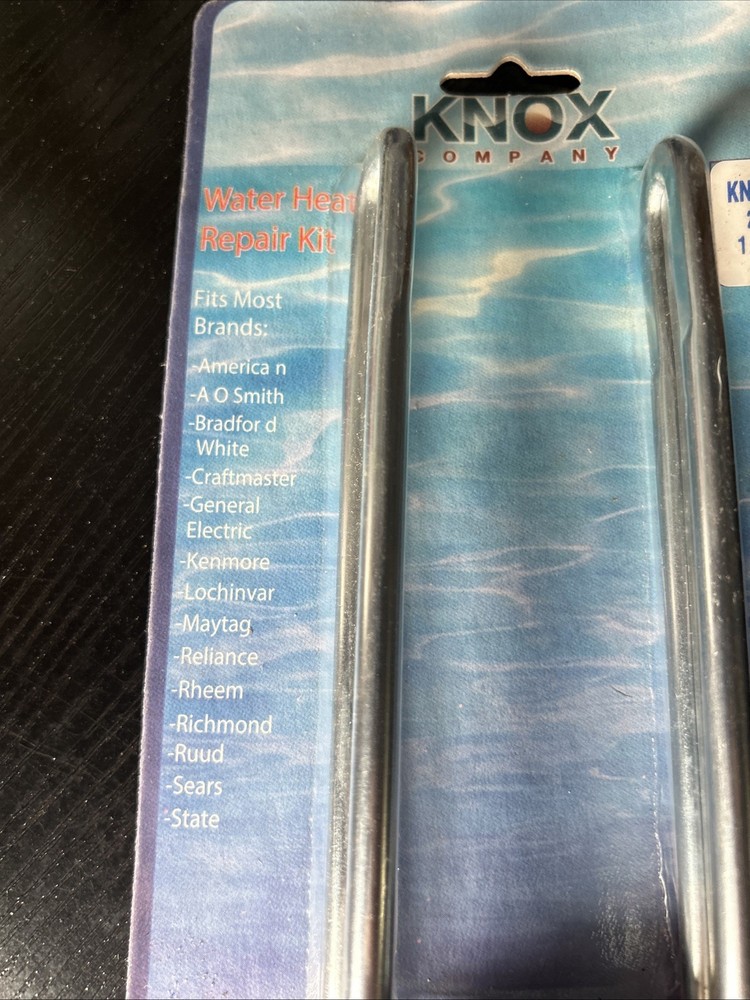 KNOX
COMPANY
Water Heat
Repair Kit
Fits Most
Brands:
-America n
-A O Smith
-Bradfor d
White
-Craftmaster
-General
Electric
-Kenmore
-Lochinvar
-Maytag
-Reliance
-Rheem
-Richmond
-Ruud
-Sears
-State
KN